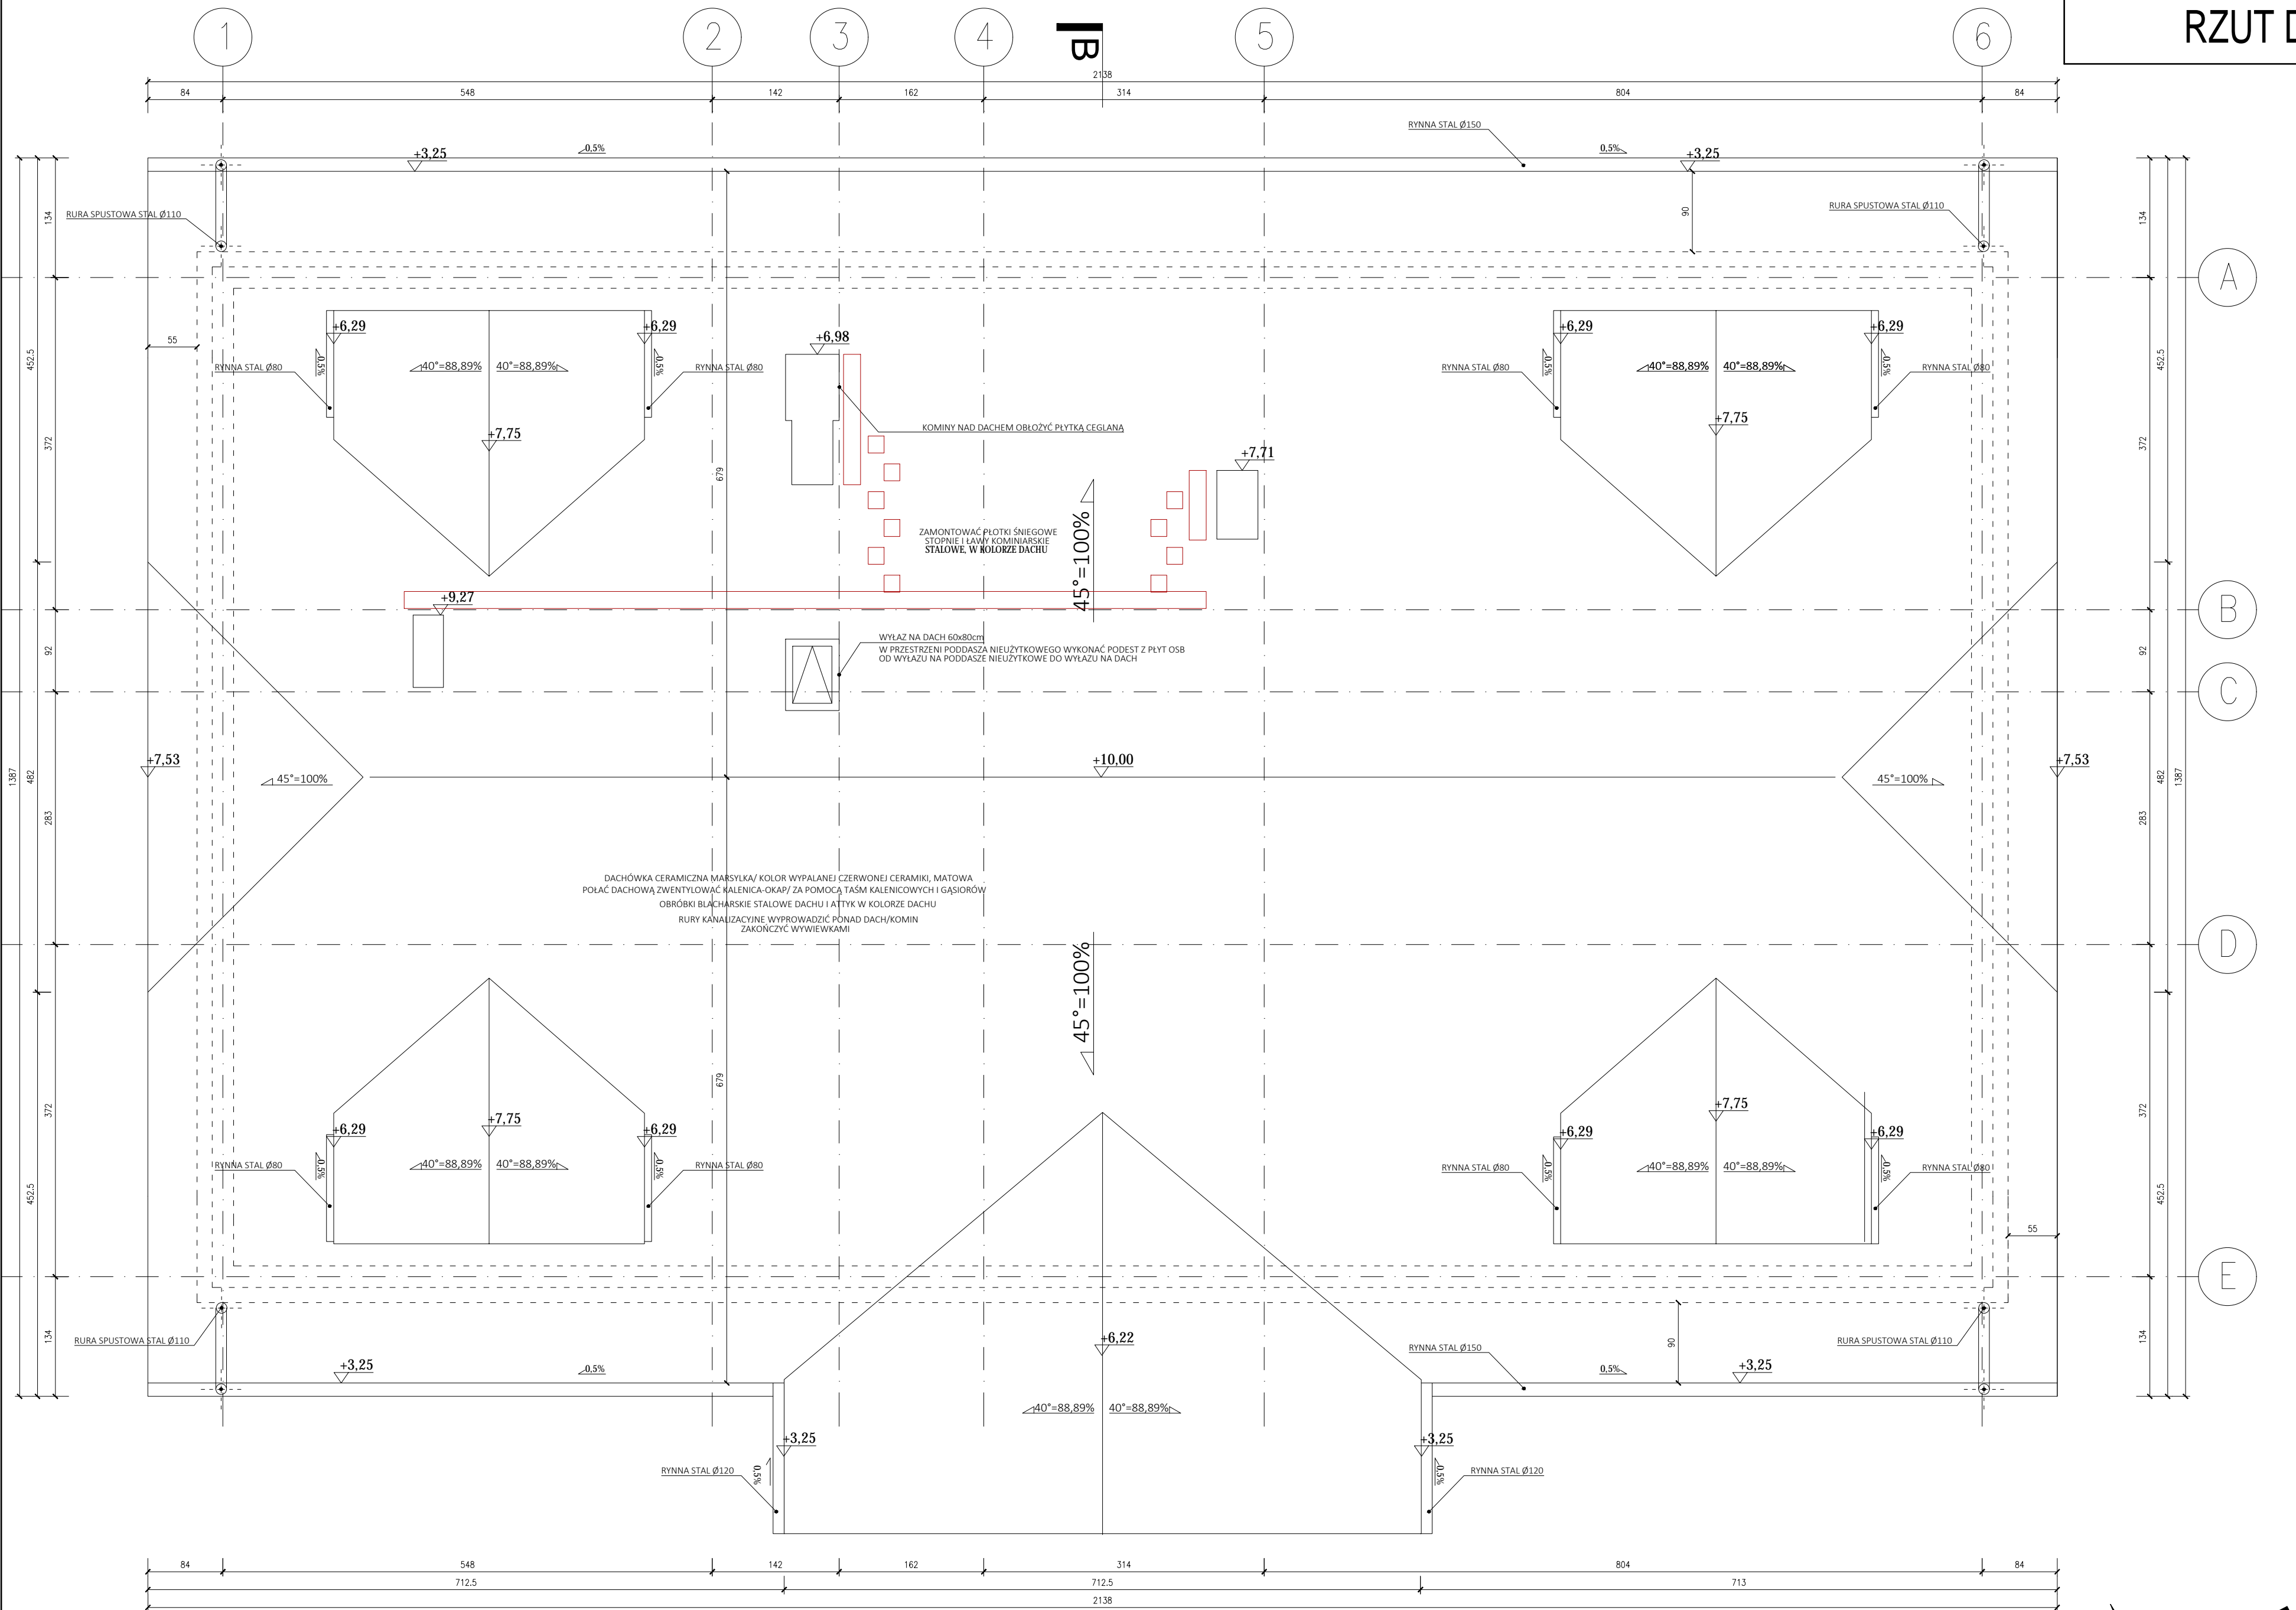 1
2
3
4
B
5
6
RZUT D
2138
84
548
142
162
314
804
84
RYNNA STAL Ø150
+3,25
0,5%
0,5%
+3,25
134
RURA SPUSTOWA STAL Ø110
90
RURA SPUSTOWA STAL Ø110
134
A
+6,29
+6,29
+6,98
+6,29
+6,29
55
452.5
0,5%
0,5%
0,5%
0,5%
452.5
RYNNA STAL Ø80
40°=88,89%
40°=88,89%
RYNNA STAL Ø80
RYNNA STAL Ø80
40°=88,89%
40°=88,89%
RYNNA STAL Ø80
+7,75
KOMINY NAD DACHEM OBŁOŻYĆ PŁYTKĄ CEGLANĄ
+7,75
372
679
+7,71
372
ZAMONTOWAĆ PŁOTKI ŚNIEGOWE
STOPNIE I ŁAWY KOMINIARSKIE
STALOWE, W KOLORZE DACHU
45°=100%
+9,27
B
WYŁAZ NA DACH 60x80cm
W PRZESTRZENI PODDASZA NIEUŻYTKOWEGO WYKONAĆ PODEST Z PŁYT OSB
OD WYŁAZU NA PODDASZE NIEUŻYTKOWE DO WYŁAZU NA DACH
92
92
C
+7,53
+10,00
+7,53
1387
482
45°=100%
45°=100%
482
1387
283
283
DACHÓWKA CERAMICZNA MARSYLKA/ KOLOR WYPALANEJ CZERWONEJ CERAMIKI, MATOWA
POŁAĆ DACHOWĄ ZWENTYLOWAĆ KALENICA-OKAP/ ZA POMOCĄ TAŚM KALENICOWYCH I GĄSIORÓW
OBRÓBKI BLACHARSKIE STALOWE DACHU I ATTYK W KOLORZE DACHU
RURY KANALIZACYJNE WYPROWADZIĆ PONAD DACH/KOMIN
ZAKOŃCZYĆ WYWIEWKAMI
D
45°=100%
372
679
372
+7,75
+7,75
+6,29
+6,29
+6,29
+6,29
RYNNA STAL Ø80
0,5%
40°=88,89%
40°=88,89%
0,5%
RYNNA STAL Ø80
RYNNA STAL Ø80
0,5%
40°=88,89%
40°=88,89%
0,5%
RYNNA STAL Ø80
452.5
452.5
55
E
134
RURA SPUSTOWA STAL Ø110
+6,22
RYNNA STAL Ø150
90
RURA SPUSTOWA STAL Ø110
134
+3,25
0,5%
0,5%
+3,25
40°=88,89%
40°=88,89%
+3,25
+3,25
RYNNA STAL Ø120
0,5%
0,5%
RYNNA STAL Ø120
84
548
142
162
314
804
84
712.5
712.5
713
2138